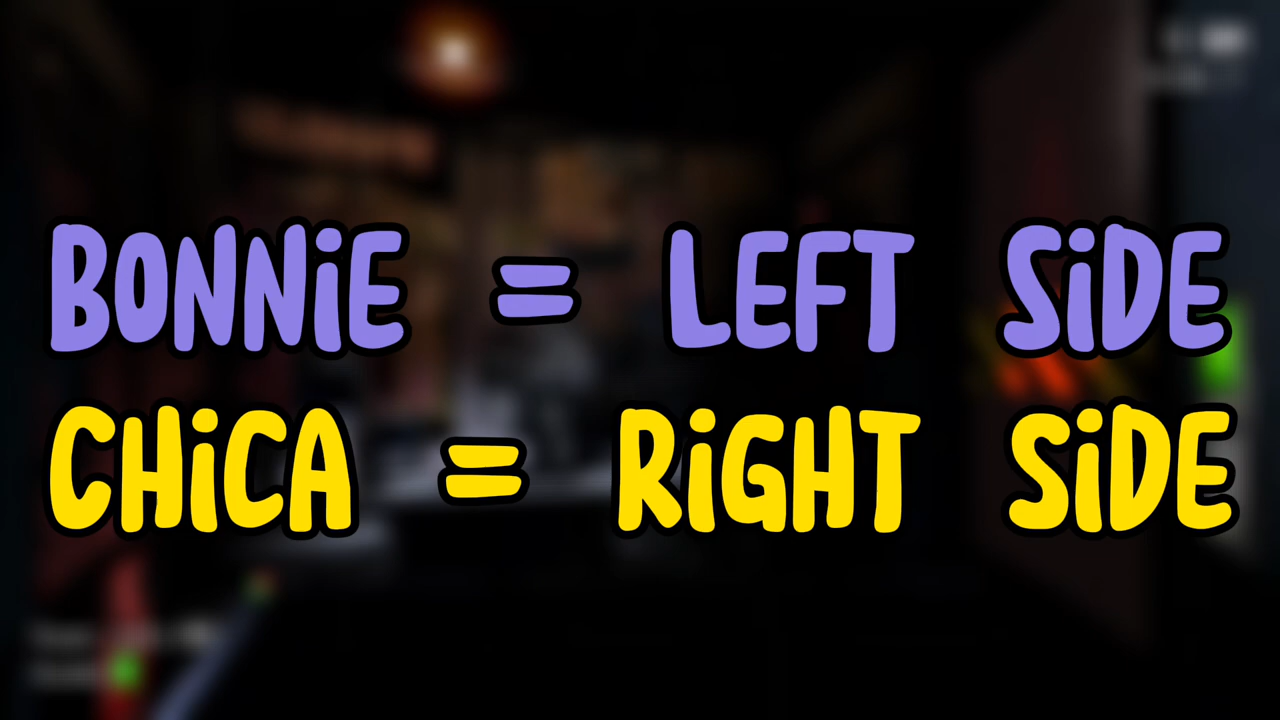 BONNiE = LEFT SiDE
CHiCA = RiGHT SiDE